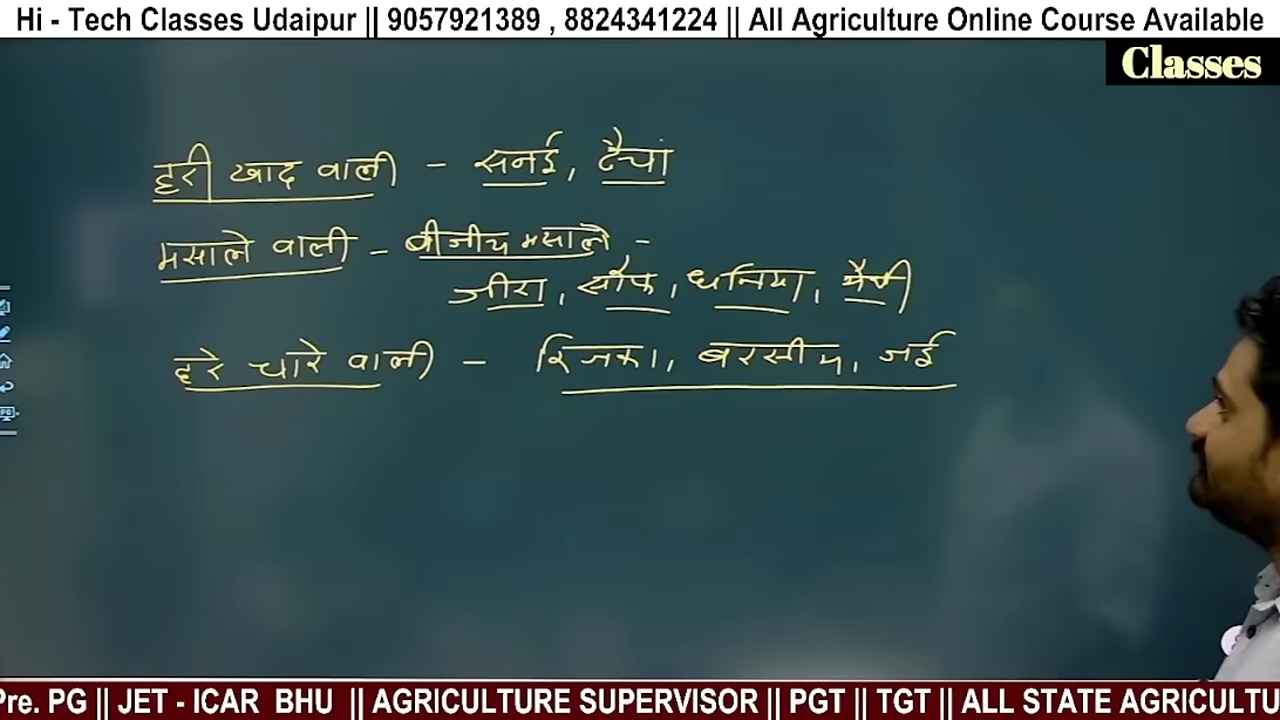 Hi - Tech Classes Udaipur || 9057921389 , 8824341224 || All Agriculture Online Course Available
Classes
हरी खाद वाली - सनई, ढैंचा
मसाले वाली - बीजीय मसाले -
जीरा, सौंफ, धनिया, मैथी
हरे चारे वाली - रिजका, बरसीम, जई
Pre. PG || JET - ICAR BHU || AGRICULTURE SUPERVISOR || PGT || TGT || ALL STATE AGRICULTU